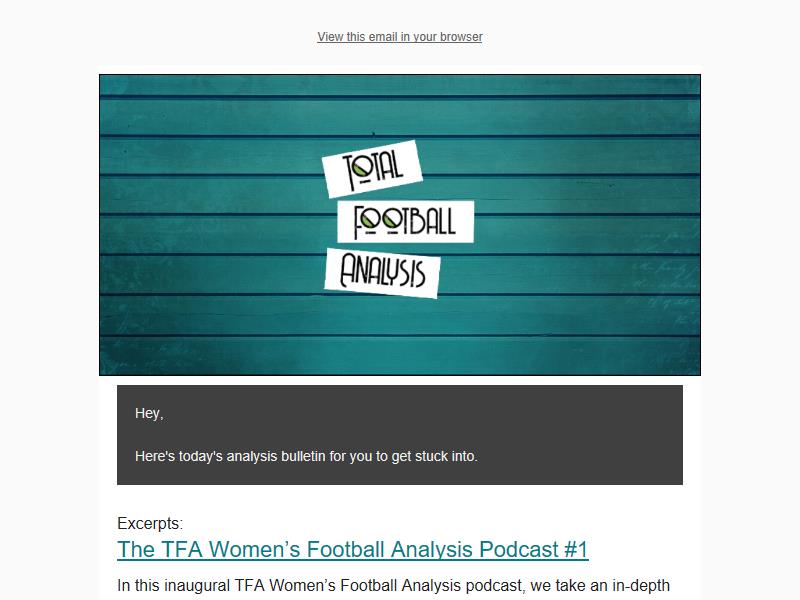 View this email in your browser
TOTAL
FOOTBALL
ANALYSIS
Hey,
Here's today's analysis bulletin for you to get stuck into.
Excerpts:
The TFA Women’s Football Analysis Podcast #1
In this inaugural TFA Women’s Football Analysis podcast, we take an in-depth